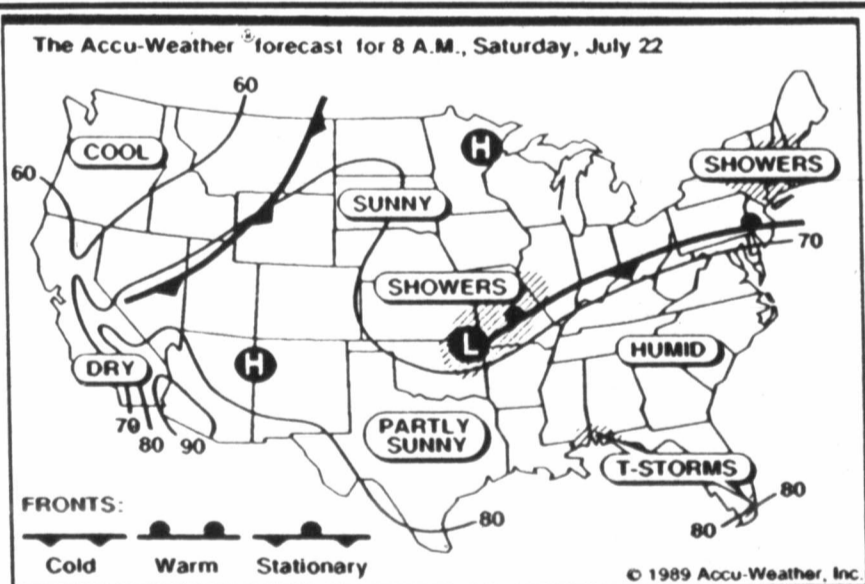 The Accu-Weather ® forecast for 8 A.M., Saturday, July 22
60
COOL
H
SHOWERS
60
SUNNY
70
SHOWERS
L
DRY
H
HUMID
70
80
90
PARTLY
SUNNY
T-STORMS
80
80
80
FRONTS:
Cold
Warm
Stationary
© 1989 Accu-Weather, Inc.